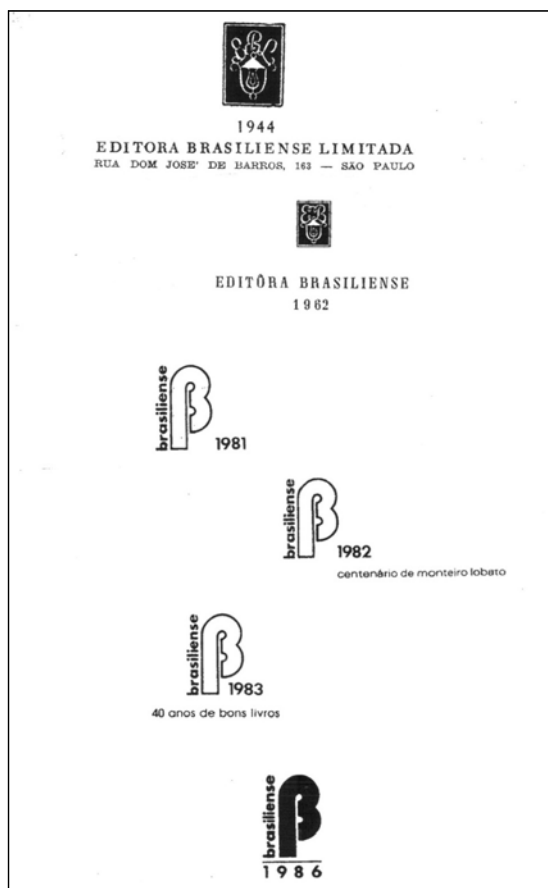 1944
EDITORA BRASILIENSE LIMITADA
RUA DOM JOSE' DE BARROS, 163 — SÃO PAULO
EDITÔRA BRASILIENSE
1962
brasiliense
1981
brasiliense
1982
centenário de monteiro lobato
brasiliense
1983
40 anos de bons livros
brasiliense
1986